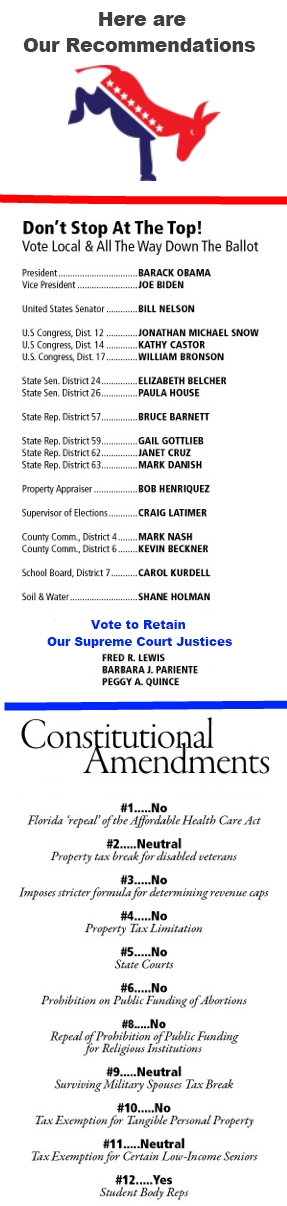 Here are
Our Recommendations
Don't Stop At The Top!
Vote Local & All The Way Down The Ballot
President................................BARACK OBAMA
Vice President .........................JOE BIDEN
United States Senator .............BILL NELSON
U.S Congress, Dist. 12 .............JONATHAN MICHAEL SNOW
U.S. Congress, Dist. 14 .............KATHY CASTOR
U.S. Congress, Dist. 17.............WILLIAM BRONSON
State Sen. District 24...............ELIZABETH BELCHER
State Sen. District 26...............PAULA HOUSE
State Rep. District 57...............BRUCE BARNETT
State Rep. District 59...............GAIL GOTTLIEB
State Rep. District 62...............JANET CRUZ
State Rep. District 63...............MARK DANISH
Property Appraiser ..................BOB HENRIQUEZ
Supervisor of Elections............CRAIG LATIMER
County Comm., District 4 ........MARK NASH
County Comm., District 6 ........KEVIN BECKNER
School Board, District 7...........CAROL KURDELL
Soil & Water ...........................SHANE HOLMAN
Vote to Retain
Our Supreme Court Justices
FRED R. LEWIS
BARBARA J. PARIENTE
PEGGY A. QUINCE
Constitutional
Amendments
#1.....No
Florida ‘repeal’ of the Affordable Health Care Act
#2.....Neutral
Property tax break for disabled veterans
#3.....No
Imposes stricter formula for determining revenue caps
#4.....No
Property Tax Limitation
#5.....No
State Courts
#6.....No
Prohibition on Public Funding of Abortions
#8.....No
Repeal of Prohibition of Public Funding
for Religious Institutions
#9.....Neutral
Surviving Military Spouses Tax Break
#10.....No
Tax Exemption for Tangible Personal Property
#11.....Neutral
Tax Exemption for Certain Low-Income Seniors
#12.....Yes
Student Body Reps